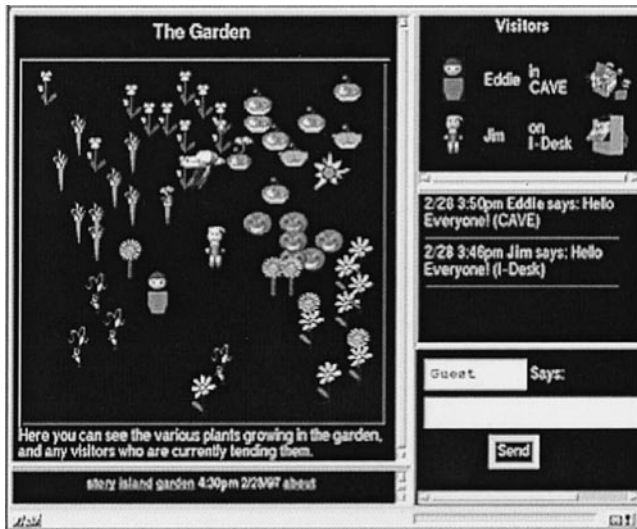 The Garden
Here you can see the various plants growing in the garden,
and any visitors who are currently tending them.
story island garden 4:30pm 2/28/97 about
Visitors
Eddie in
CAVE
Jim on
I-Desk
2/28 3:50pm Eddie says: Hello
Everyone! (CAVE)
2/28 3:46pm Jim says: Hello
Everyone! (I-Desk)
Guest Says:
Send